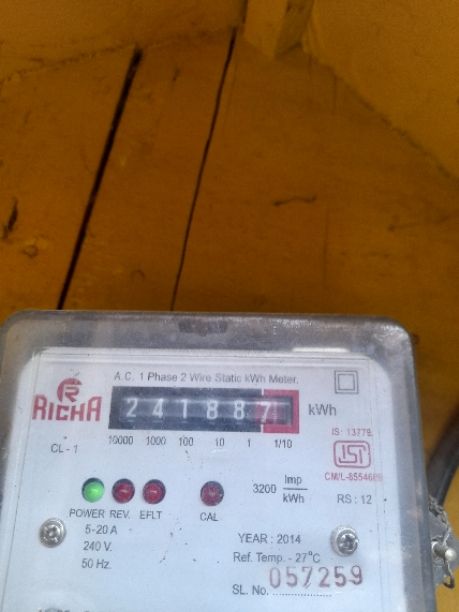 A.C. 1 Phase 2 Wire Static kWh Meter.
RICHA
241887
kWh
10000 1000 100 10 1 1/10
IS: 13779
CL - 1
ISI
3200 Imp/kWh
RS : 12
POWER REV. EFLT CAL
5-20 A
240 V.
50 Hz.
YEAR : 2014
Ref. Temp. - 27°C
SL. No. 057259